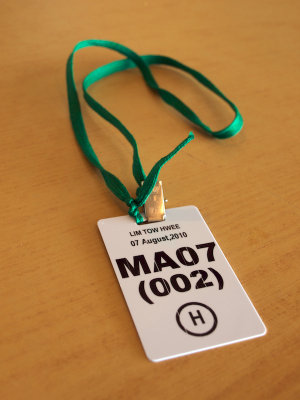 LIM TOW HWEE
07 August,2010
MA07
(002)
H